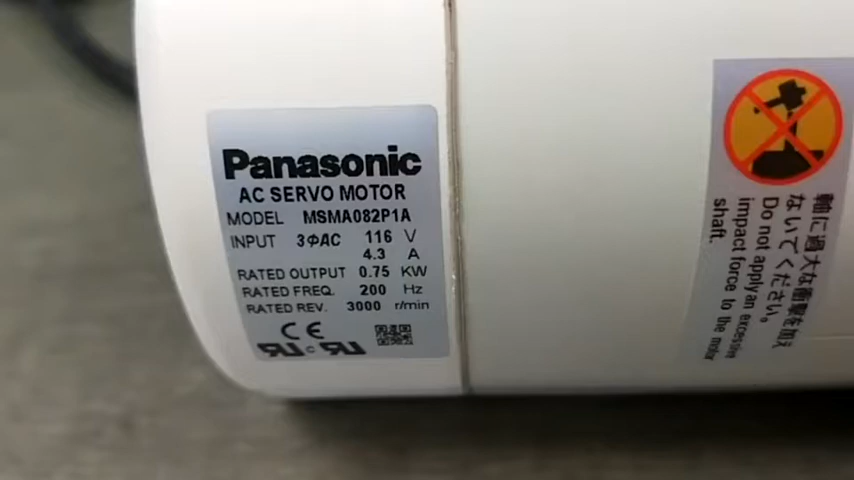 Panasonic
AC SERVO MOTOR
MODEL MSMA082P1A
INPUT 3ΦAC 116 V
4.3 A
RATED OUTPUT 0.75 KW
RATED FREQ. 200 Hz
RATED REV. 3000 r/min
CE
軸に過大な衝撃を加え
ないでください。
Do not applyan excessive
impact force to the motor
shaft.